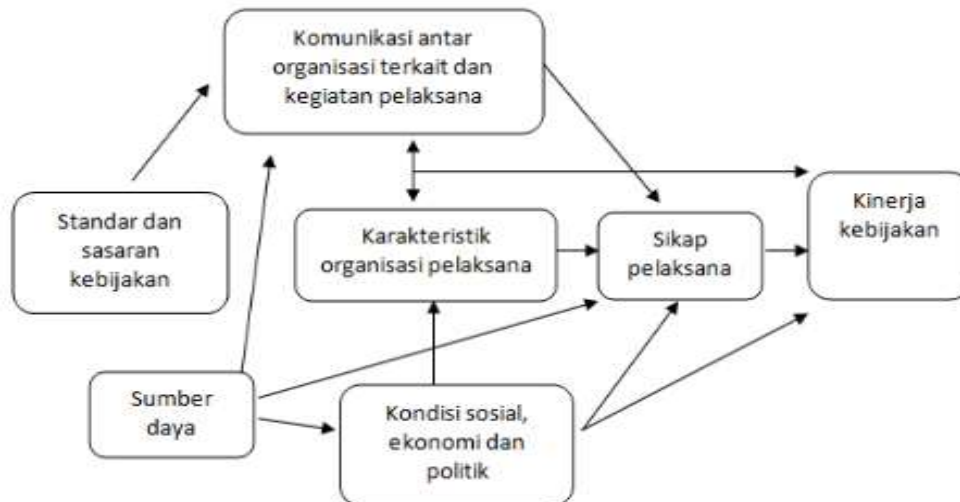 Komunikasi antar
organisasi terkait dan
kegiatan pelaksana
Standar dan
sasaran
kebijakan
Karakteristik
organisasi pelaksana
Sikap
pelaksana
Kinerja
kebijakan
Sumber
daya
Kondisi sosial,
ekonomi dan
politik